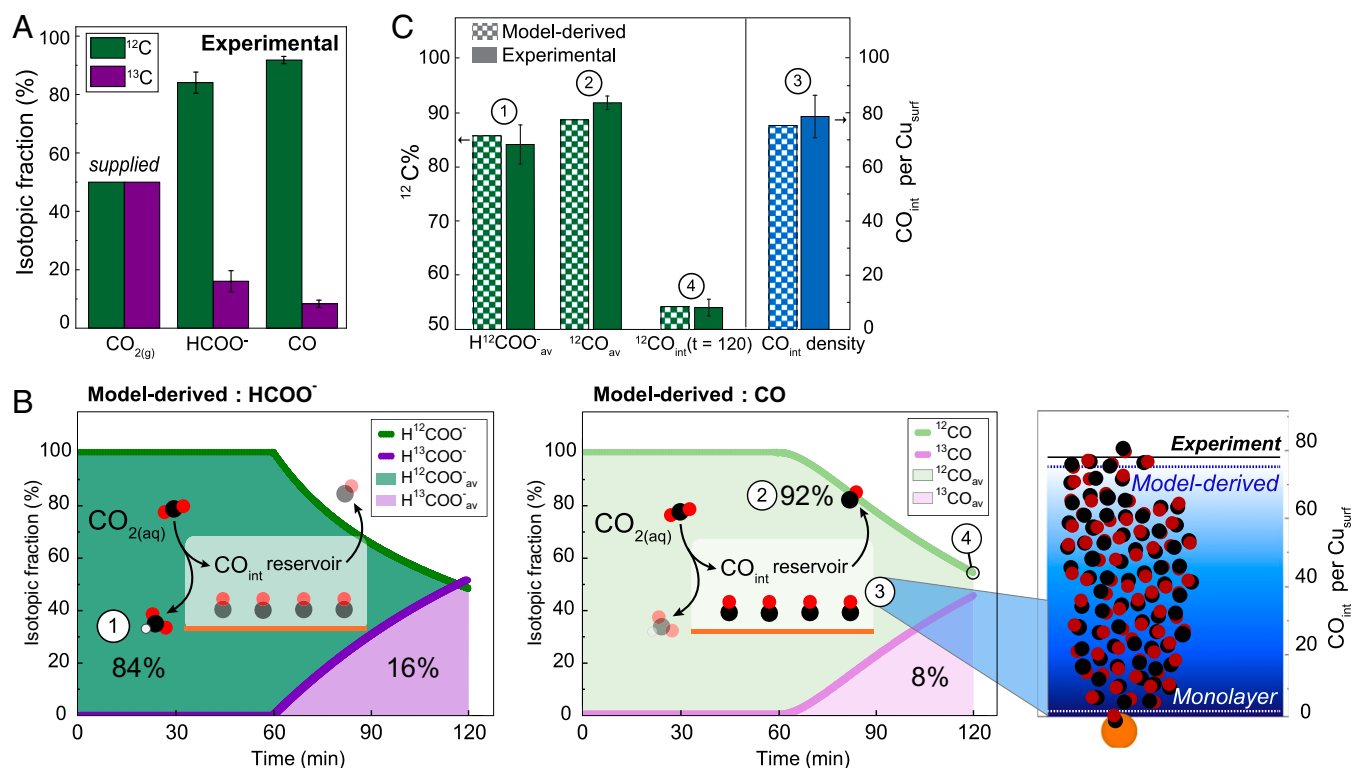 A
Experimental
¹²C
¹³C
Isotopic fraction (%)
100
80
60
40
20
0
supplied
CO₂₍g₎
HCOO⁻
CO
C
Model-derived
Experimental
¹²C%
100
90
80
70
60
50
1
2
3
4
H¹²COO⁻av
¹²COav
¹²COint(t = 120)
COint density
100
80
60
40
20
0
COint per Cusurf
B
Model-derived : HCOO⁻
Isotopic fraction (%)
100
80
60
40
20
0
H¹²COO⁻
H¹³COO⁻
H¹²COO⁻av
H¹³COO⁻av
CO₂₍aq₎
COint reservoir
1
84%
16%
0
30
60
90
120
Time (min)
Model-derived : CO
Isotopic fraction (%)
100
80
60
40
20
0
¹²CO
¹³CO
¹²COav
¹³COav
2
92%
CO₂₍aq₎
COint reservoir
3
4
8%
0
30
60
90
120
Time (min)
Experiment
Model-derived
Monolayer
80
60
40
20
0
COint per Cusurf